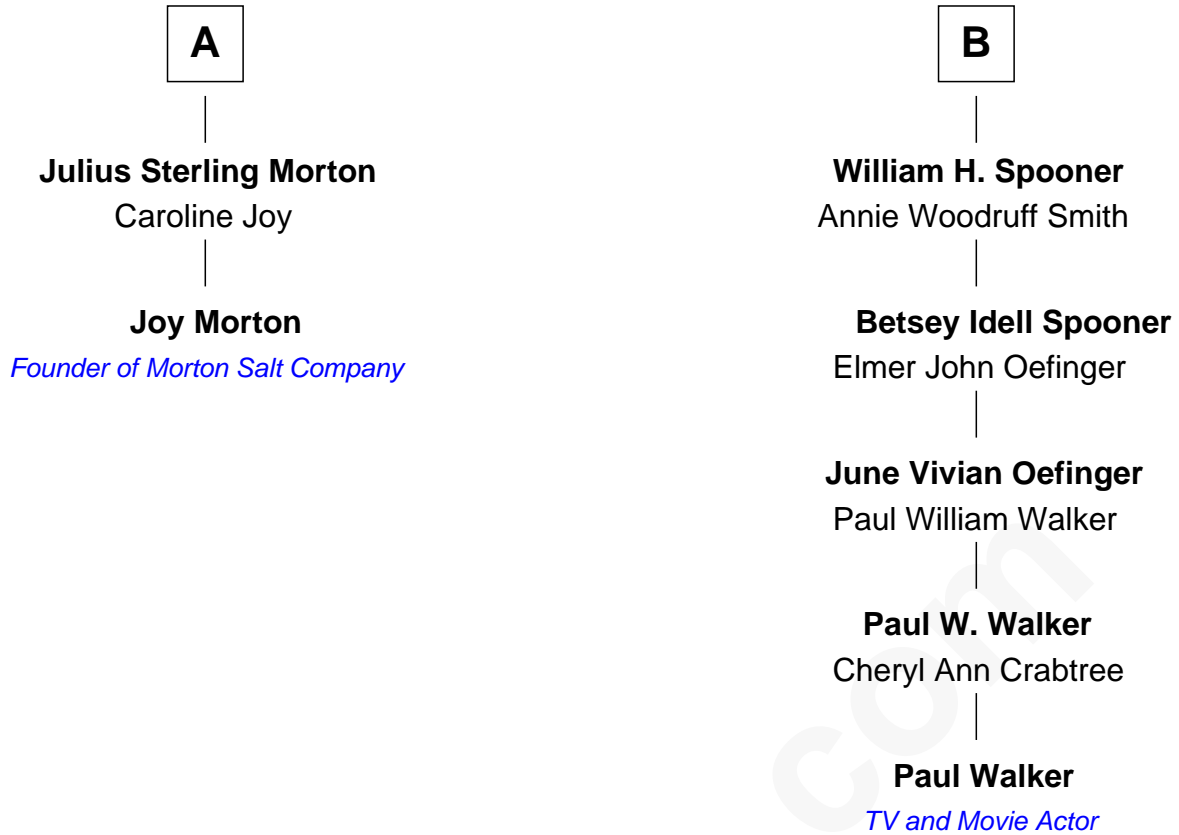 A
Julius Sterling Morton
Caroline Joy
Joy Morton
Founder of Morton Salt Company
B
William H. Spooner
Annie Woodruff Smith
Betsey Idell Spooner
Elmer John Oefinger
June Vivian Oefinger
Paul William Walker
Paul W. Walker
Cheryl Ann Crabtree
Paul Walker
TV and Movie Actor
com